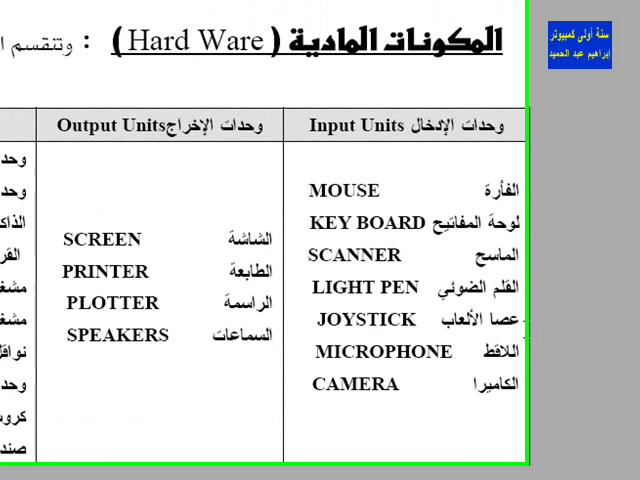 المكونات المادية ( Hard Ware ) : وتنقسم
سنة أولى كمبيوتر
إبراهيم عبد الحميد
وحدات الإدخال Input Units
الفأرة MOUSE
لوحة المفاتيح KEY BOARD
الماسح SCANNER
القلم الضوئي LIGHT PEN
عصا الألعاب JOYSTICK
اللاقط MICROPHONE
الكاميرا CAMERA
وحدات الإخراج Output Units
الشاشة SCREEN
الطابعة PRINTER
الراسمة PLOTTER
السماعات SPEAKERS